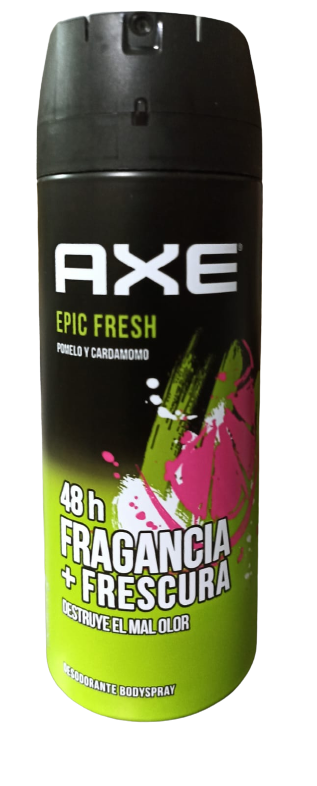 AXE
EPIC FRESH
POMELO Y CARDAMOMO
48 h
FRAGANCIA
+ FRESCURA
DESTRUYE EL MAL OLOR
DESODORANTE BODYSPRAY